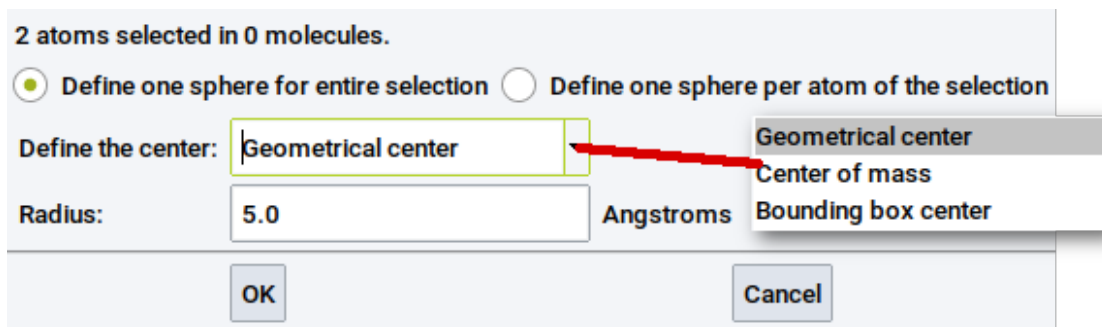 2 atoms selected in 0 molecules.
Define one sphere for entire selection Define one sphere per atom of the selection
Define the center: Geometrical center
Geometrical center
Center of mass
Bounding box center
Radius: 5.0 Angstroms
OK Cancel